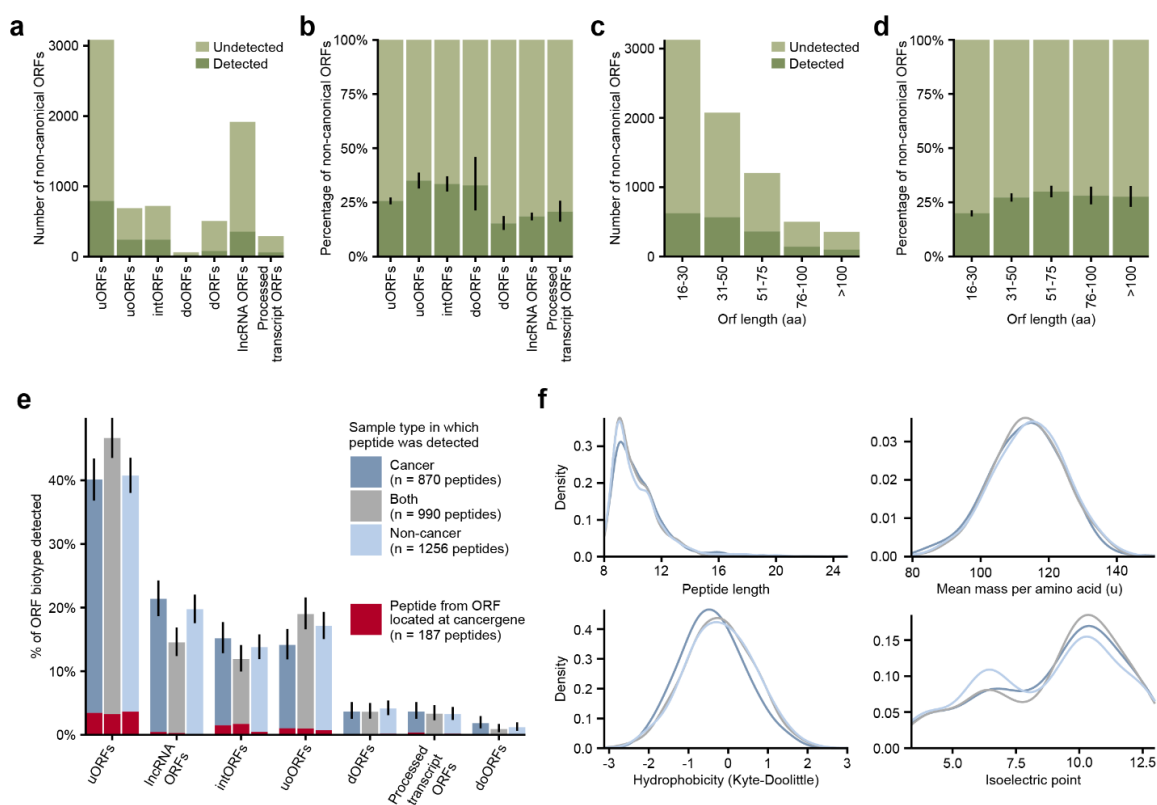 a
Number of non-canonical ORFs
3000
2000
1000
0
Undetected
Detected
uORFs
uoORFs
intORFs
doORFs
dORFs
lncRNA ORFs
Processed
transcript ORFs
b
Percentage of non-canonical ORFs
100%
75%
50%
25%
0%
uORFs
uoORFs
intORFs
doORFs
dORFs
lncRNA ORFs
Processed
transcript ORFs
c
Number of non-canonical ORFs
3000
2000
1000
0
Undetected
Detected
16-30
31-50
51-75
76-100
>100
Orf length (aa)
d
Percentage of non-canonical ORFs
100%
75%
50%
25%
0%
16-30
31-50
51-75
76-100
>100
Orf length (aa)
e
% of ORF biotype detected
40%
30%
20%
10%
0%
Sample type in which
peptide was detected
Cancer
(n = 870 peptides)
Both
(n = 990 peptides)
Non-cancer
(n = 1256 peptides)
Peptide from ORF
located at cancergene
(n = 187 peptides)
uORFs
lncRNA
ORFs
intORFs
uoORFs
dORFs
Processed
transcript
ORFs
doORFs
f
Density
0.3
0.2
0.1
0.0
8
12
16
20
24
Peptide length
0.03
0.02
0.01
0.00
80
100
120
140
Mean mass per amino acid (u)
Density
0.4
0.3
0.2
0.1
0.0
-3
-2
-1
0
1
2
3
Hydrophobicity (Kyte-Doolittle)
0.15
0.10
0.05
0.00
5.0
7.5
10.0
12.5
Isoelectric point